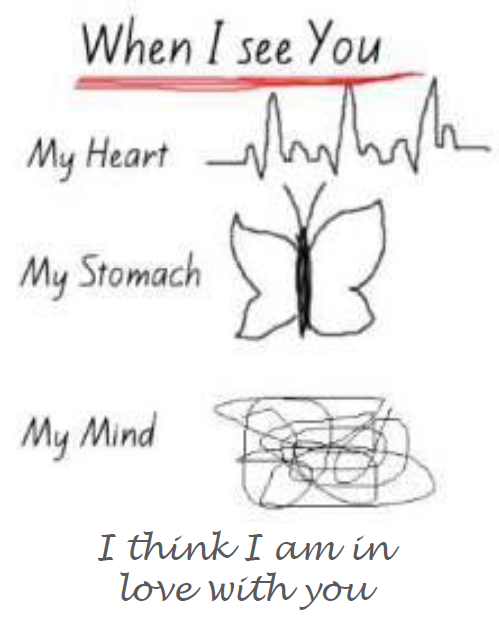 When I see You
My Heart
My Stomach
My Mind
I think I am in
love with you